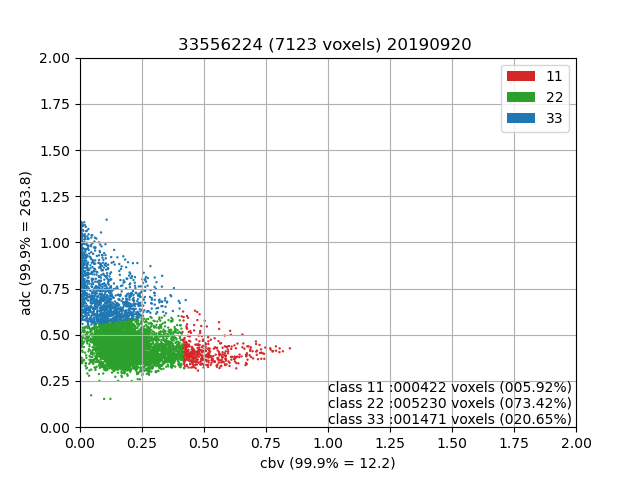 33556224 (7123 voxels) 20190920
2.00
1.75
1.50
1.25
1.00
0.75
0.50
0.25
0.00
adc (99.9% = 263.8)
11
22
33
class 11 :000422 voxels (005.92%)
class 22 :005230 voxels (073.42%)
class 33 :001471 voxels (020.65%)
0.00 0.25 0.50 0.75 1.00 1.25 1.50 1.75 2.00
cbv (99.9% = 12.2)